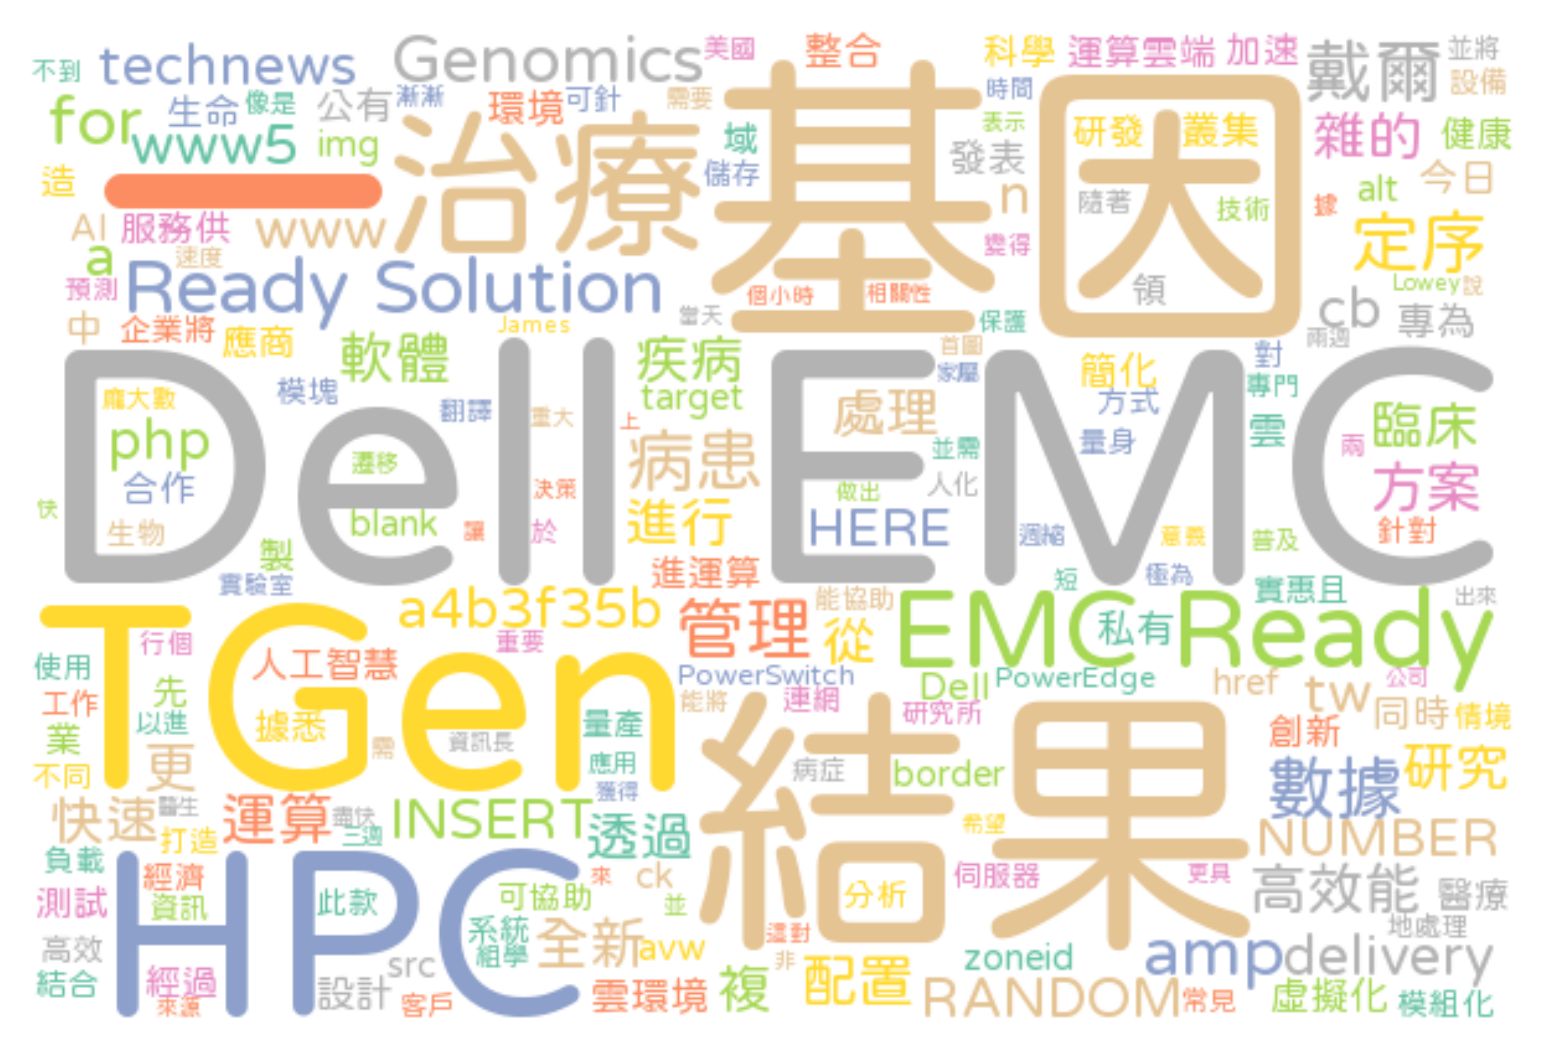 不到 technews Genomics 美國 整合 科學 運算雲端 加速 戴爾 並將
for 生命 像是 公有 漸漸 環境 可針 需要 時間 設備
www5 img 治療 域 基因 表示 研發 叢集 雜的 健康
造 儲存 發表 n 隨著 技術 據 alt 今日
AI 服務供 www 變得 定序
a 速度
預測 Ready Solution 個小時 相關性 領 Lowey 說
中 企業將 應商 James 當天 保護 cb 兩週 專為
軟體 疾病 首圖 家屬 簡化 對
龐大數 模塊 翻譯 重大 target 上 處理 方式 專門
php Dell EMC 量身 雲 兩 臨床
合作 遷移 決策 病患 並需 人化 方案
快 生物 blank 讓 於 進行 做出 HERE 週縮 意義 普及 針對
製 實驗室 進運算 短 極為 實惠且
TGen a4b3f35b 重要 管理 能協助 從 EMC Ready 私有 出來
使用 行個 人工智慧 PowerSwitch Dell PowerEdge href 公司
工作 先 能將 連網 研究所 tw 同時 情境
業 以進 據悉 需 資訊長 量產 創新
不同 更 應用 結果 病症 border 數據 研究
快速 醫生 運算 盡快 INSERT 獲得 希望 NUMBER
打造 三週 透過
負載 經濟 HPC 來 ck 分析 伺服器 更具 高效能 醫療
測試 資訊 此款 可協助 並 地處理
高效 系統 全新 avw 這對 zoneid amp delivery
結合 經過 src 組學 非
來源 設計 客戶 雲環境 複 配置 RANDOM 常見 虛擬化 模組化